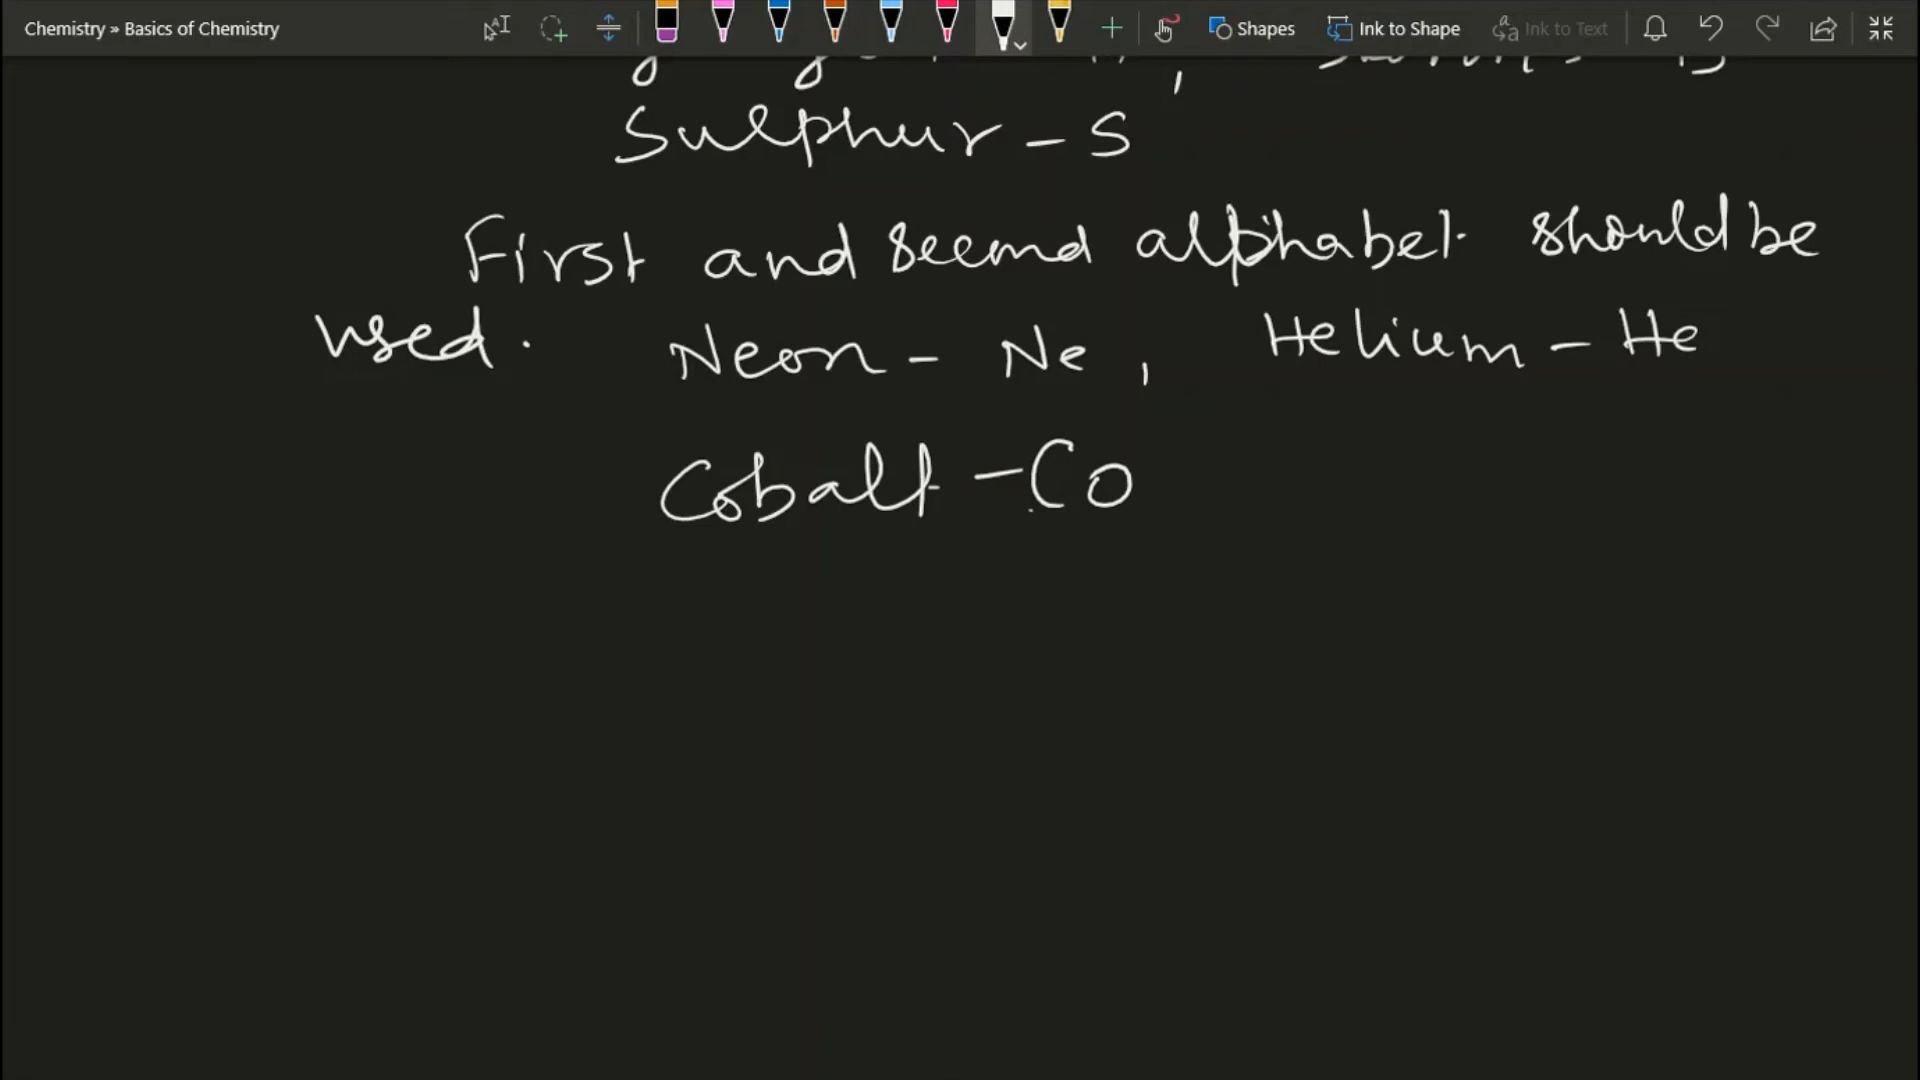 Chemistry » Basics of Chemistry Shapes Ink to Shape Ink to Text
Sulphur - S
First and second alphabet should be
used. Neon - Ne, Helium - He
Cobalt - Co